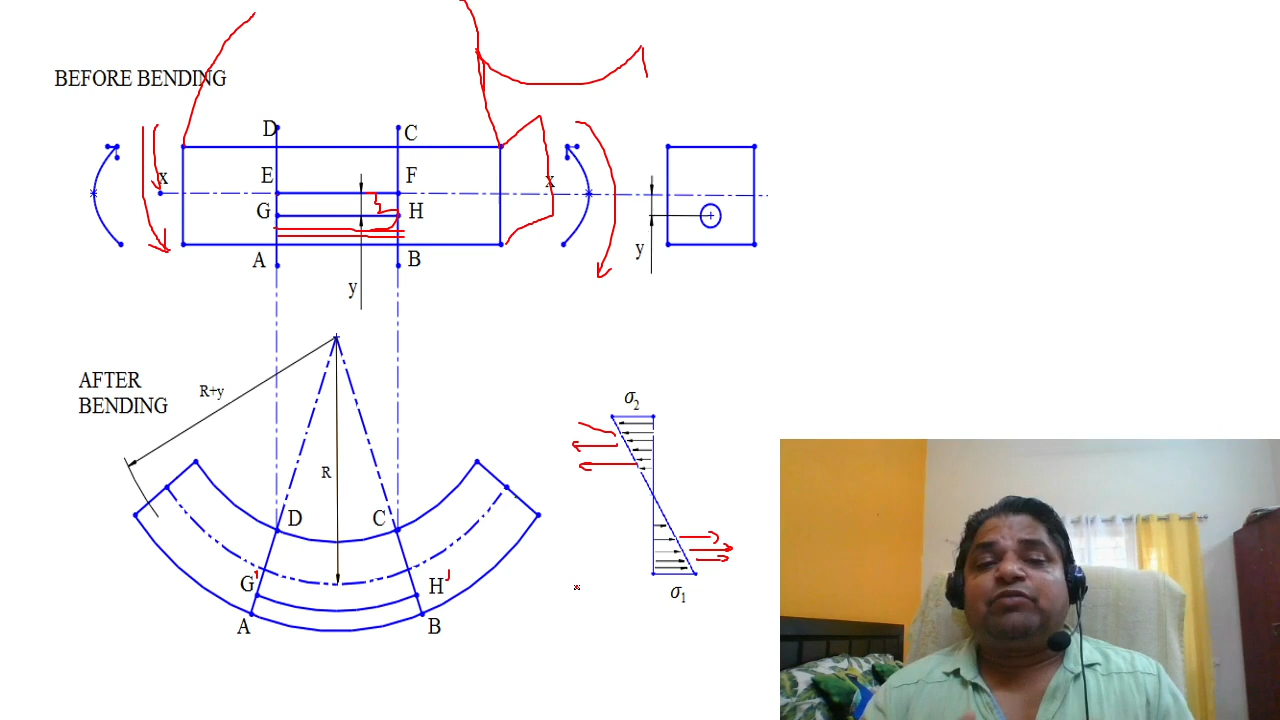 BEFORE BENDING
D
C
x
E
F
x
G
H
A
B
y
y
AFTER
BENDING
R+y
R
σ2
D
C
G'
H'
A
B
σ1